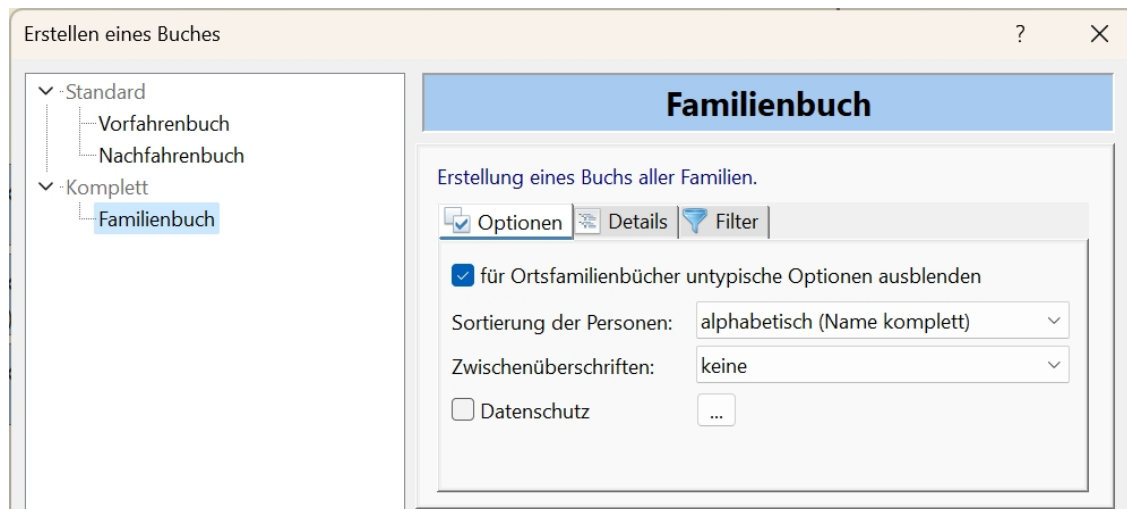 Erstellen eines Buches
Standard
Vorfahrenbuch
Nachfahrenbuch
Komplett
Familienbuch
Familienbuch
Erstellung eines Buchs aller Familien.
Optionen Details Filter
für Ortsfamilienbücher untypische Optionen ausblenden
Sortierung der Personen: alphabetisch (Name komplett)
Zwischenüberschriften: keine
Datenschutz ...